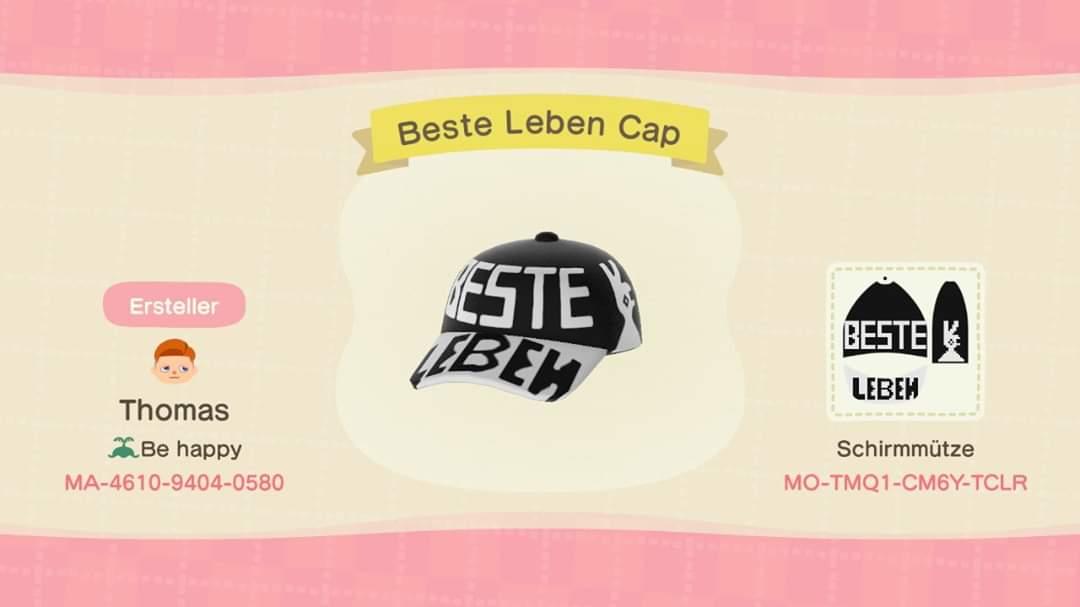 Beste Leben Cap
BESTE
LEBEN
Ersteller
Thomas
Be happy
MA-4610-9404-0580
BESTE
LEBEN
Schirmmütze
MO-TMQ1-CM6Y-TCLR